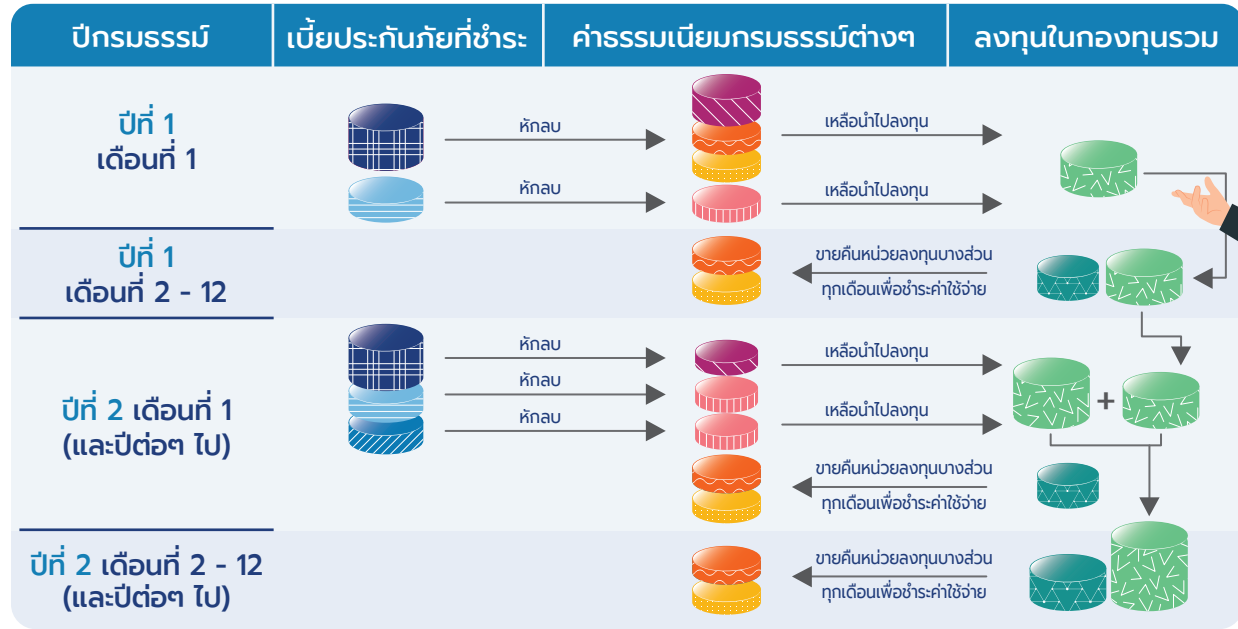 ปีกรมธรรม์
เบี้ยประกันภัยที่ชำระ
ค่าธรรมเนียมกรมธรรม์ต่างๆ
ลงทุนในกองทุนรวม
ปีที่ 1
เดือนที่ 1
หักลบ
เหลือนำไปลงทุน
หักลบ
เหลือนำไปลงทุน
ปีที่ 1
เดือนที่ 2 - 12
ขายคืนหน่วยลงทุนบางส่วน
ทุกเดือนเพื่อชำระค่าใช้จ่าย
ปีที่ 2 เดือนที่ 1
(และปีต่อๆ ไป)
หักลบ
เหลือนำไปลงทุน
หักลบ
หักลบ
เหลือนำไปลงทุน
+
ขายคืนหน่วยลงทุนบางส่วน
ทุกเดือนเพื่อชำระค่าใช้จ่าย
ปีที่ 2 เดือนที่ 2 - 12
(และปีต่อๆ ไป)
ขายคืนหน่วยลงทุนบางส่วน
ทุกเดือนเพื่อชำระค่าใช้จ่าย